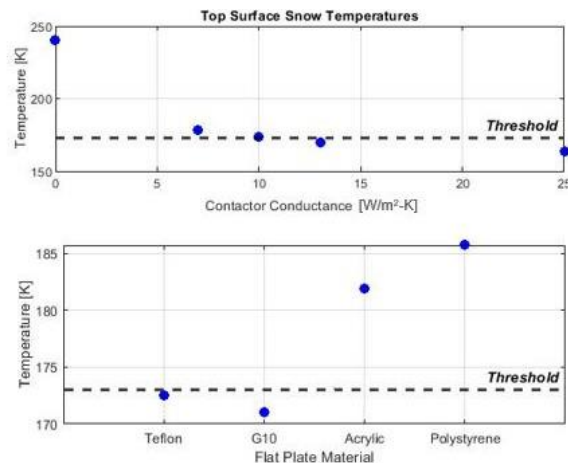 Top Surface Snow Temperatures
250
200
150
Temperature [K]
Threshold
0 5 10 15 20 25
Contactor Conductance [W/m²-K]
185
180
175
170
Temperature [K]
Threshold
Teflon G10 Acrylic Polystyrene
Flat Plate Material